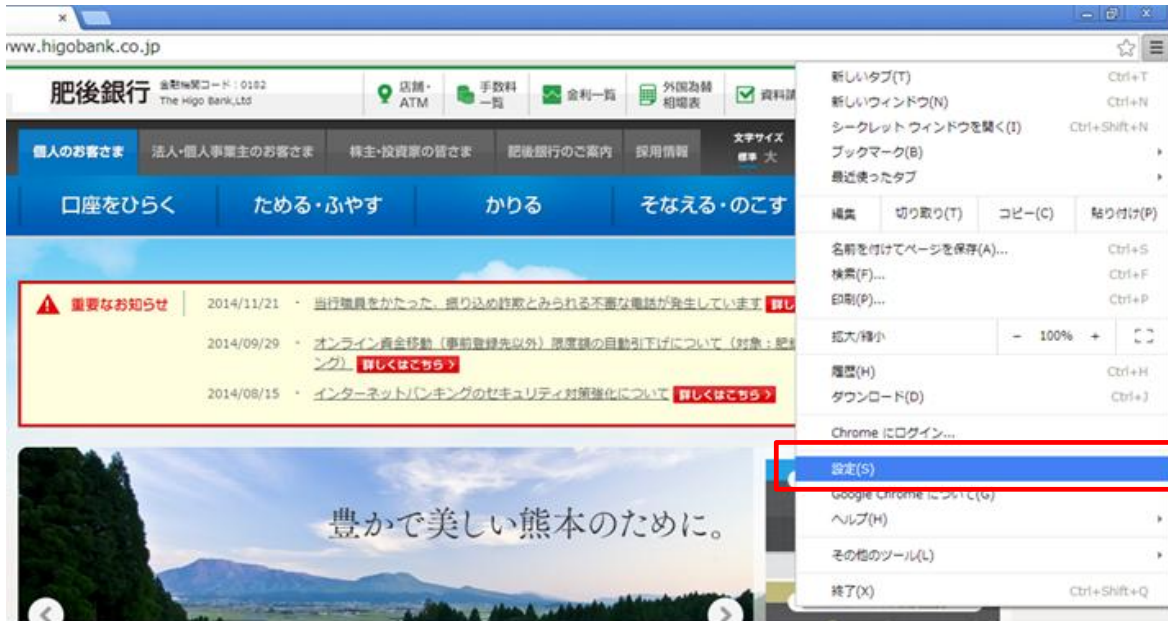 www.higobank.co.jp
肥後銀行
金融機関コード：0182
The Higo Bank,Ltd
店舗・
ATM
手数料
一覧
金利一覧
外国為替
相場表
個人のお客さま
法人・個人事業主のお客さま
株主・投資家の皆さま
肥後銀行のご案内
採用情報
文字サイズ
標準 大
口座をひらく
ためる・ふやす
かりる
そなえる・のこす
重要なお知らせ
2014/11/21 ・ 当行職員をかたった、振り込め詐欺とみられる不審な電話が発生しています
2014/09/29 ・ オンライン資金移動（事前登録先以外）限度額の自動引下げについて（対象：肥
ング） 詳しくはこちら
2014/08/15 ・ インターネットバンキングのセキュリティ対策強化について 詳しくはこちら
豊かで美しい熊本のために。
新しいタブ(T) Ctrl+T
新しいウィンドウ(N) Ctrl+N
シークレット ウィンドウを開く(I) Ctrl+Shift+N
ブックマーク(B)
最近使ったタブ
編集 切り取り(T) コピー(C) 貼り付け(P)
名前を付けてページを保存(A)... Ctrl+S
検索(F)... Ctrl+F
印刷(P)... Ctrl+P
拡大/縮小 - 100% +
履歴(H) Ctrl+H
ダウンロード(D) Ctrl+J
Chrome にログイン...
設定(S)
Google Chrome について(G)
ヘルプ(H)
その他のツール(L)
終了(X) Ctrl+Shift+Q